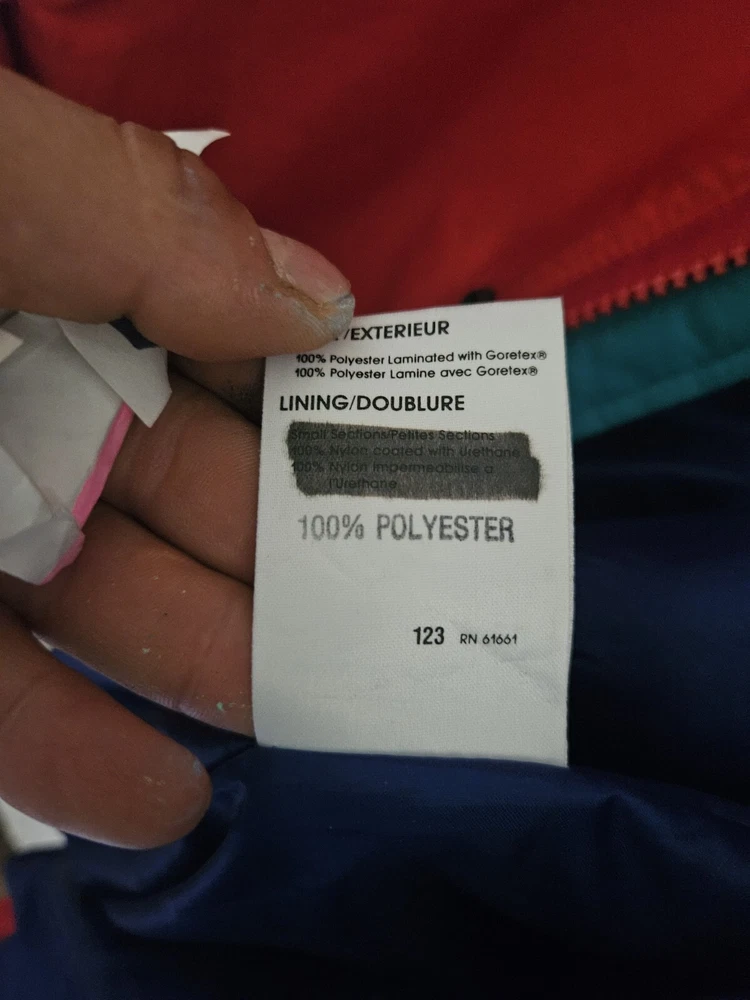 /EXTERIEUR
100% Polyester Laminated with Goretex®
100% Polyester Lamine avec Goretex®
LINING/DOUBLURE
Small Sections/Petites Sections
100% Nylon coated with Urethane
100% Nylon impermeabilise a
l'Urethane
100% POLYESTER
123 RN 61661